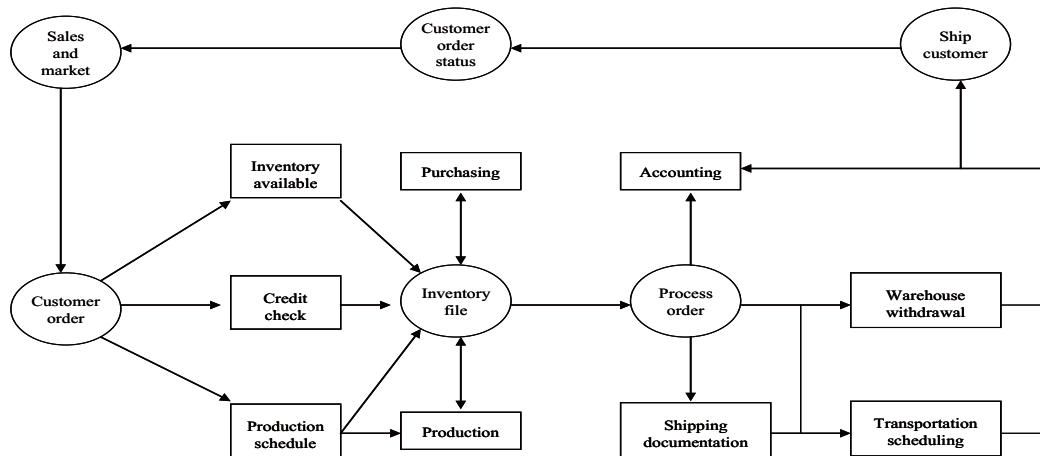 Sales
and
market
Customer
order
status
Ship
customer
Inventory
available
Purchasing
Accounting
Customer
order
Credit
check
Inventory
file
Process
order
Warehouse
withdrawal
Production
schedule
Production
Shipping
documentation
Transportation
scheduling